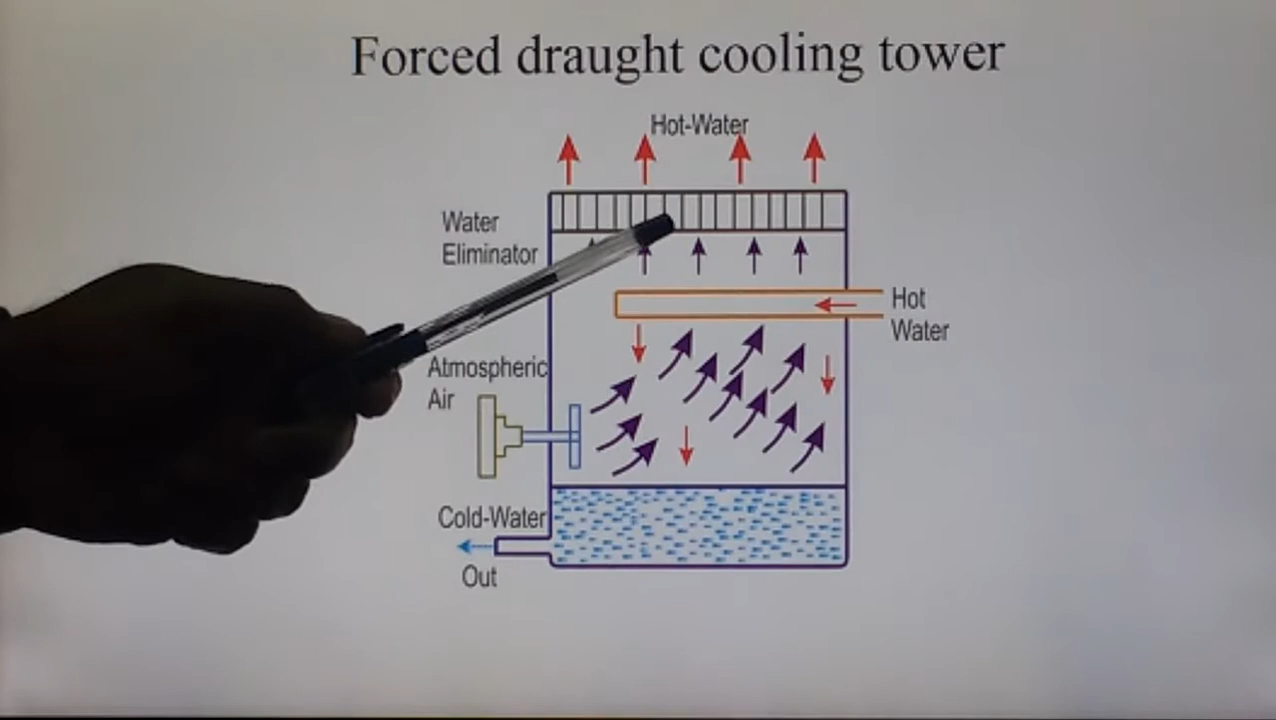 Forced draught cooling tower
Hot-Water
Water
Eliminator
Hot
Water
Atmospheric
Air
Cold-Water
Out